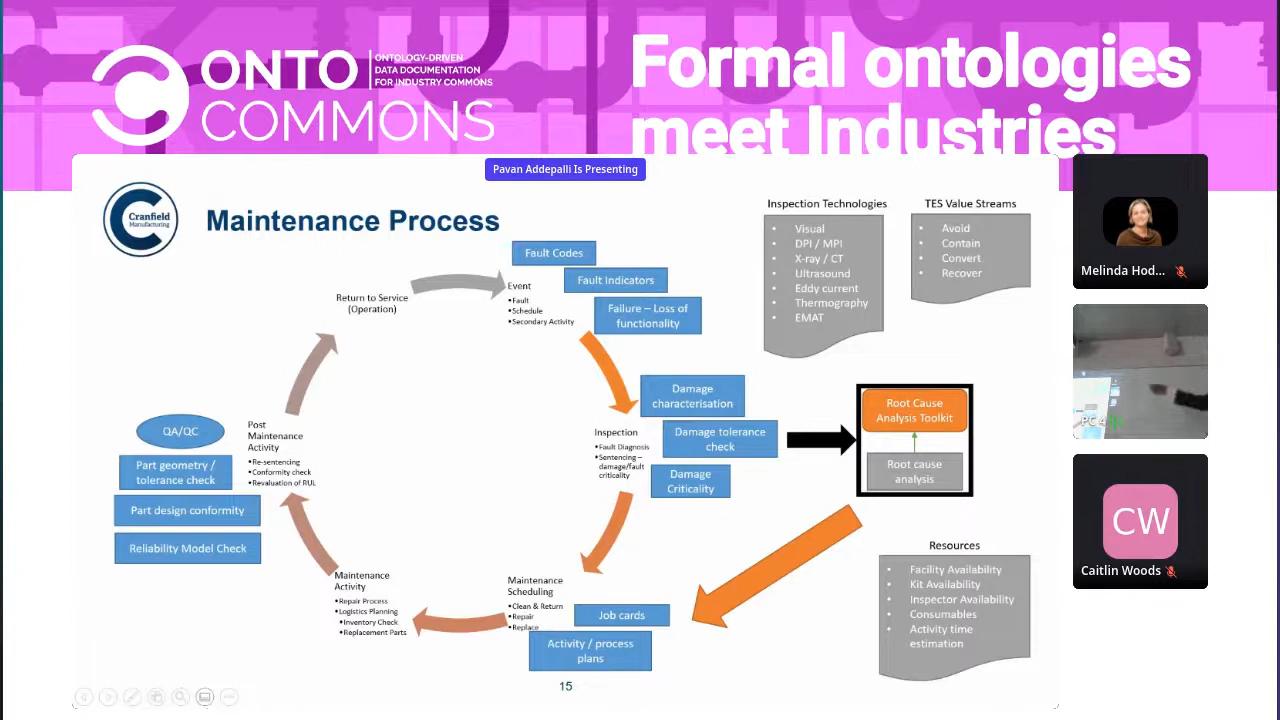 ONTO
COMMONS
ONTOLOGY-DRIVEN
DATA DOCUMENTATION
FOR INDUSTRY COMMONS
Formal ontologies
meet Industries
Pavan Addepalli Is Presenting
Cranfield
Manufacturing
Maintenance Process
Fault Codes
Fault Indicators
Failure – Loss of
functionality
Event
•Fault
•Schedule
•Secondary Activity
Return to Service
(Operation)
Inspection Technologies
• Visual
• DPI / MPI
• X-ray / CT
• Ultrasound
• Eddy current
• Thermography
• EMAT
TES Value Streams
• Avoid
• Contain
• Convert
• Recover
Damage
characterisation
Damage tolerance
check
Damage
Criticality
Inspection
•Fault Diagnosis
•Sentencing –
damage/fault
criticality
Root Cause
Analysis Toolkit
Root cause
analysis
QA/QC
Part geometry /
tolerance check
Part design conformity
Reliability Model Check
Post
Maintenance
Activity
•Re-sentencing
•Conformity check
•Revaluation of RUL
Maintenance
Activity
•Repair Process
•Logistics Planning
•Inventory Check
•Replacement Parts
Maintenance
Scheduling
•Clean & Return
•Repair
•Replace
Job cards
Activity / process
plans
Resources
• Facility Availability
• Kit Availability
• Inspector Availability
• Consumables
• Activity time
estimation
15
Melinda Hod...
PC 4
CW
Caitlin Woods